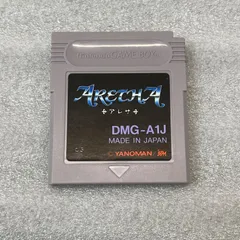 ARETHA
アレサ
DMG-A1J
MADE IN JAPAN
© YANOMAN